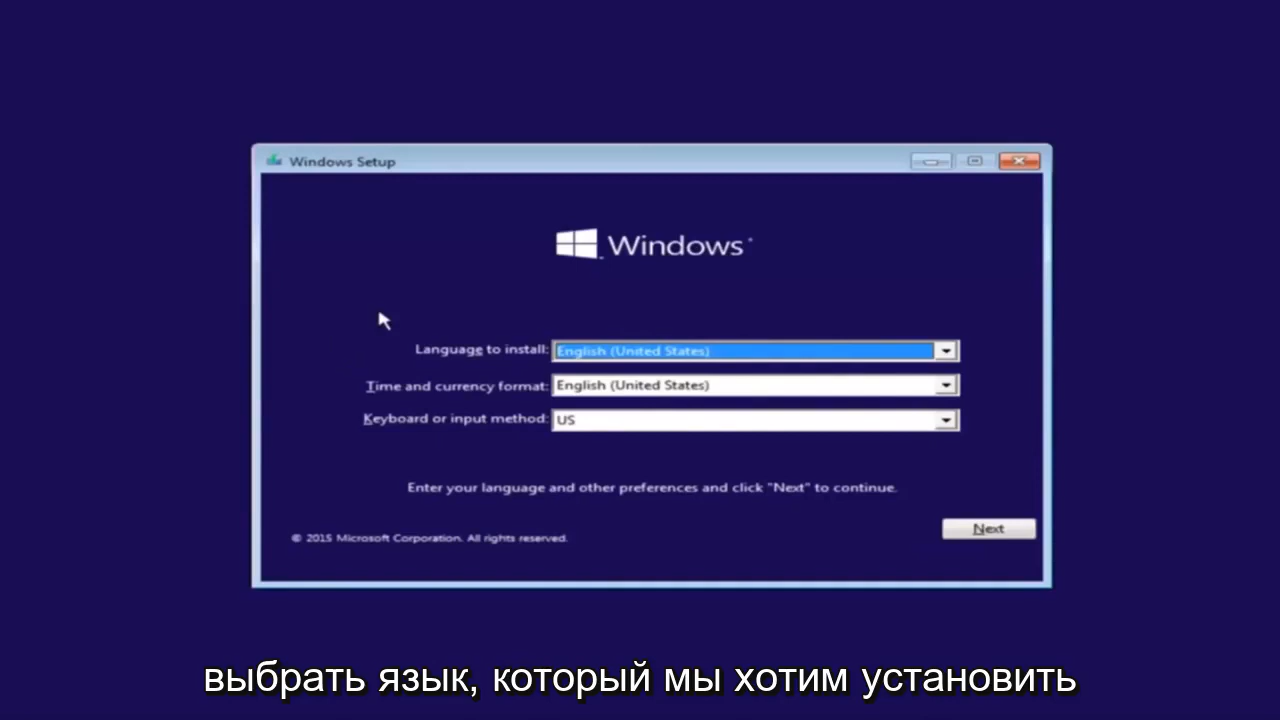 Windows Setup
Windows
Language to install: English (United States)
Time and currency format: English (United States)
Keyboard or input method: US
Enter your language and other preferences and click "Next" to continue.
Next
© 2015 Microsoft Corporation. All rights reserved.
выбрать язык, который мы хотим установить